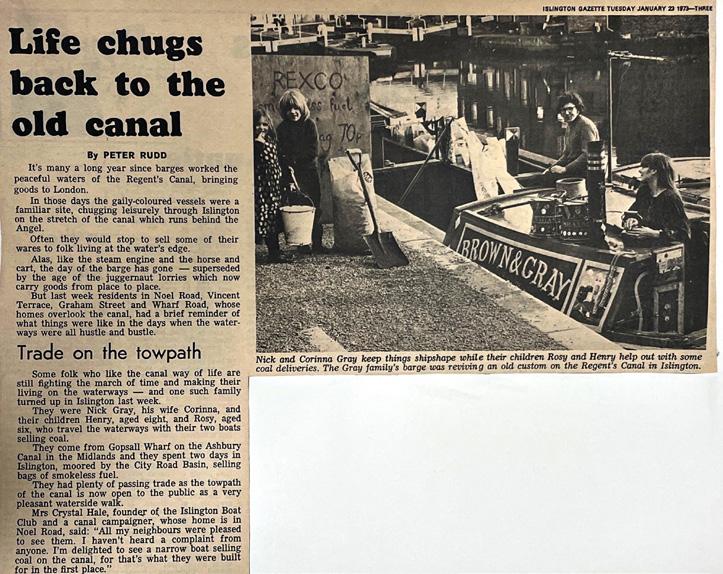 ISLINGTON GAZETTE TUESDAY JANUARY 23 1973—THREE
Life chugs
back to the
old canal
By PETER RUDD
It's many a long year since barges worked the
peaceful waters of the Regent's Canal, bringing
goods to London.
In those days the gaily-coloured vessels were a
familiar site, chugging leisurely through Islington
on the stretch of the canal which runs behind the
Angel.
Often they would stop to sell some of their
wares to folk living at the water's edge.
Alas, like the steam engine and the horse and
cart, the day of the barge has gone — superseded
by the age of the juggernaut lorries which now
carry goods from place to place.
But last week residents in Noel Road, Vincent
Terrace, Graham Street and Wharf Road, whose
homes overlook the canal, had a brief reminder of
what things were like in the days when the water-
ways were all hustle and bustle.
Trade on the towpath
Some folk who like the canal way of life are
still fighting the march of time and making their
living on the waterways — and one such family
turned up in Islington last week.
They were Nick Gray, his wife Corinna, and
their children Henry, aged eight, and Rosy, aged
six, who travel the waterways with their two boats
selling coal.
They come from Gopsall Wharf on the Ashbury
Canal in the Midlands and they spent two days in
Islington, moored by the City Road Basin, selling
bags of smokeless fuel.
They had plenty of passing trade as the towpath
of the canal is now open to the public as a very
pleasant waterside walk.
Mrs Crystal Hale, founder of the Islington Boat
Club and a canal campaigner, whose home is in
Noel Road, said: "All my neighbours were pleased
to see them. I haven't heard a complaint from
anyone. I'm delighted to see a narrow boat selling
coal on the canal, for that's what they were built
for in the first place."
REXCO
fuel
70p
BROWN & GRAY
Nick and Corinna Gray keep things shipshape while their children Rosy and Henry help out with some
coal deliveries. The Gray family's barge was reviving an old custom on the Regent's Canal in Islington.